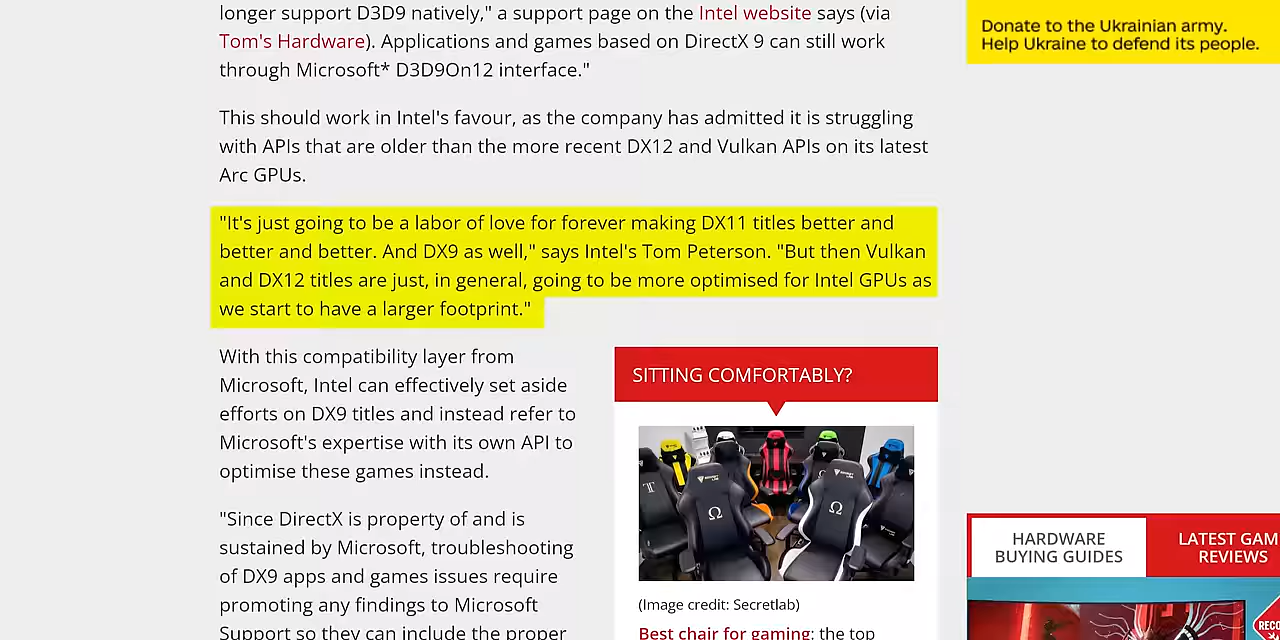 longer support D3D9 natively," a support page on the Intel website says (via
Tom's Hardware). Applications and games based on DirectX 9 can still work
through Microsoft* D3D9On12 interface."
This should work in Intel's favour, as the company has admitted it is struggling
with APIs that are older than the more recent DX12 and Vulkan APIs on its latest
Arc GPUs.
"It's just going to be a labor of love for forever making DX11 titles better and
better and better. And DX9 as well," says Intel's Tom Peterson. "But then Vulkan
and DX12 titles are just, in general, going to be more optimised for Intel GPUs as
we start to have a larger footprint."
With this compatibility layer from
Microsoft, Intel can effectively set aside
efforts on DX9 titles and instead refer to
Microsoft's expertise with its own API to
optimise these games instead.
"Since DirectX is property of and is
sustained by Microsoft, troubleshooting
of DX9 apps and games issues require
promoting any findings to Microsoft
Support so they can include the proper
SITTING COMFORTABLY?
(Image credit: Secretlab)
Best chair for gaming: the top
Donate to the Ukrainian army.
Help Ukraine to defend its people.
HARDWARE
BUYING GUIDES
LATEST GAM
REVIEWS
RECO